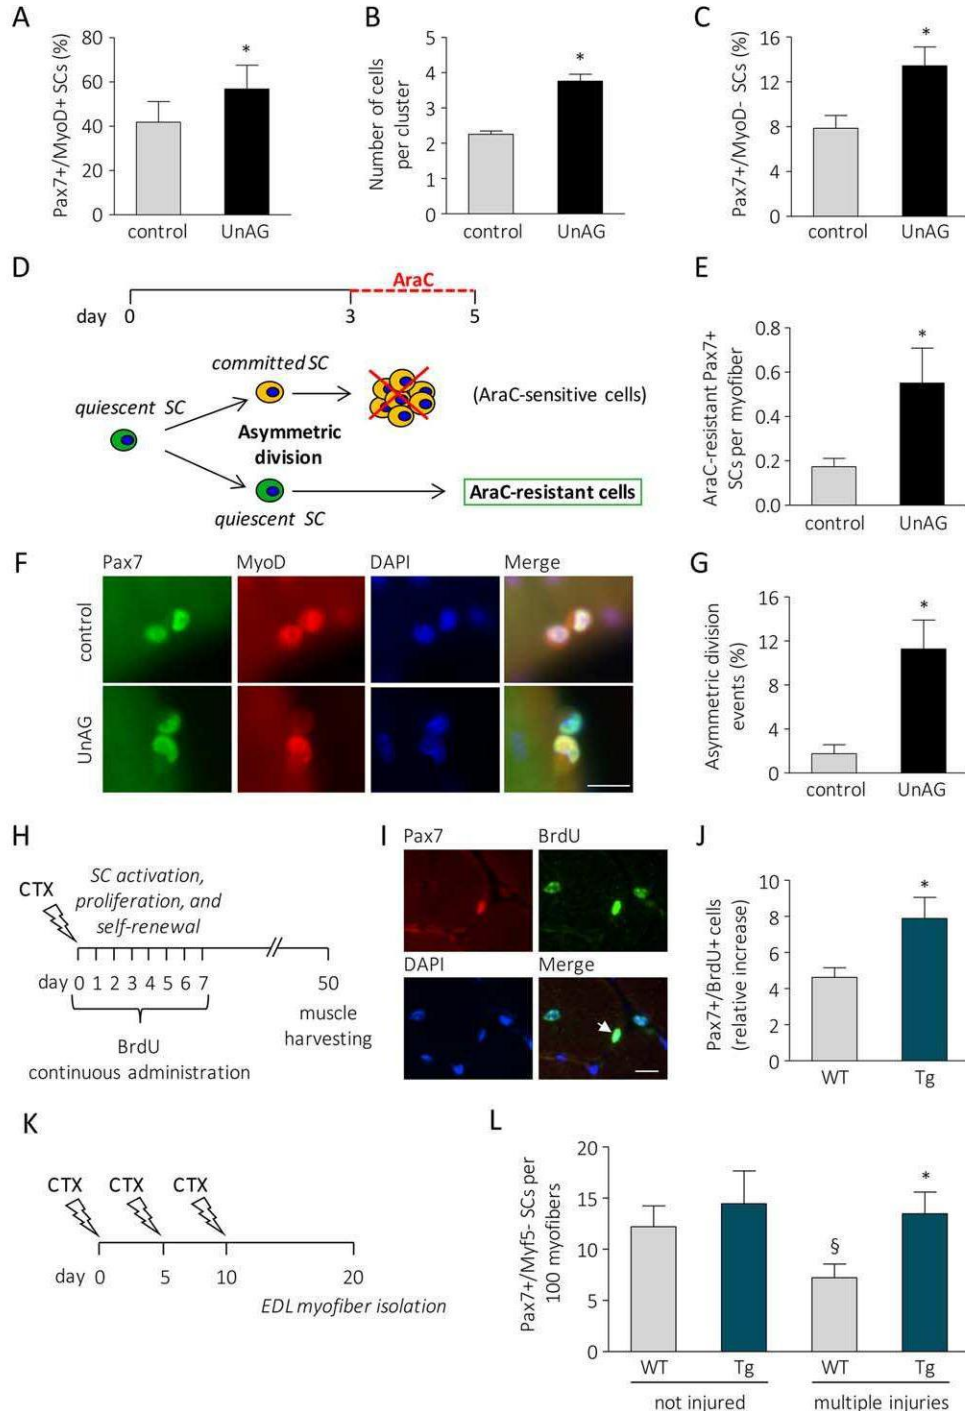 A
Pax7+/MyoD+ SCs (%)
80
60
40
20
0
*
control
UnAG
B
Number of cells
per cluster
5
4
3
2
1
0
*
control
UnAG
C
Pax7+/MyoD- SCs (%)
16
12
8
4
0
*
control
UnAG
D
AraC
day
0
3
5
committed SC
quiescent SC
(AraC-sensitive cells)
Asymmetric
division
AraC-resistant cells
quiescent SC
E
AraC-resistant Pax7+
SCs per myofiber
0.8
0.6
0.4
0.2
0.0
*
control
UnAG
F
Pax7
MyoD
DAPI
Merge
control
UnAG
G
Asymmetric division
events (%)
16
12
8
4
0
*
control
UnAG
H
CTX
SC activation,
proliferation, and
self-renewal
day 0 1 2 3 4 5 6 7
50
muscle
harvesting
BrdU
continuous administration
I
Pax7
BrdU
DAPI
Merge
J
Pax7+/BrdU+ cells
(relative increase)
10
8
6
4
2
0
*
WT
Tg
K
CTX
CTX
CTX
day 0
5
10
20
EDL myofiber isolation
L
Pax7+/Myf5- SCs per
100 myofibers
20
15
10
5
0
§
*
WT
Tg
WT
Tg
not injured
multiple injuries